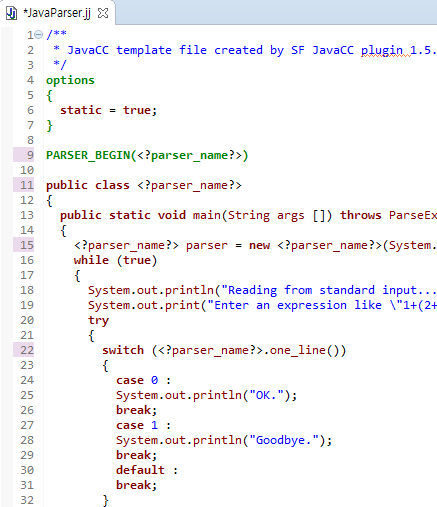 *JavaParser.jj
1 /**
2 * JavaCC template file created by SF JavaCC plugin 1.5.
3 */
4 options
5 {
6 static = true;
7 }
8
9 PARSER_BEGIN(<?parser_name?>)
10
11 public class <?parser_name?>
12 {
13 public static void main(String args []) throws ParseEx
14 {
15 <?parser_name?> parser = new <?parser_name?>(System.
16 while (true)
17 {
18 System.out.println("Reading from standard input...
19 System.out.print("Enter an expression like \"1+(2+
20 try
21 {
22 switch (<?parser_name?>.one_line())
23 {
24 case 0 :
25 System.out.println("OK.");
26 break;
27 case 1 :
28 System.out.println("Goodbye.");
29 break;
30 default :
31 break;
32 }